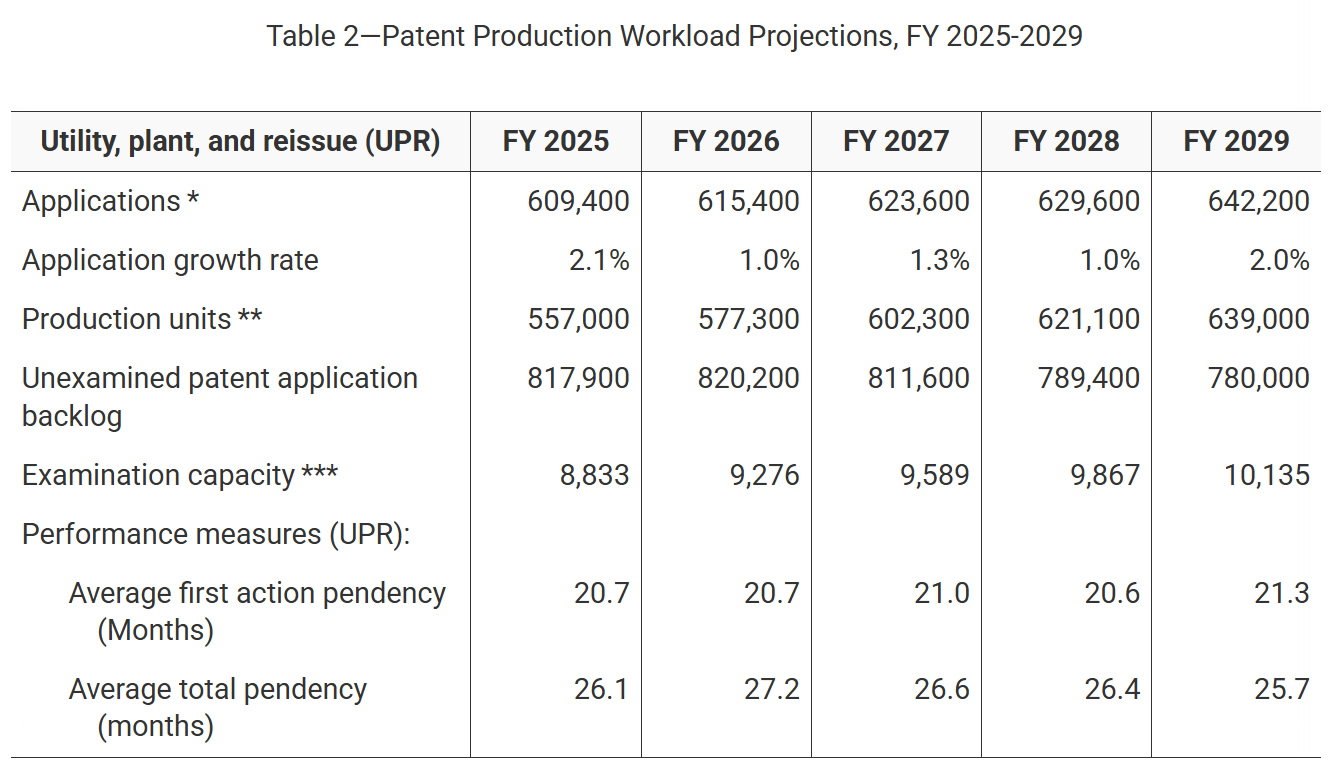 Table 2—Patent Production Workload Projections, FY 2025-2029
Utility, plant, and reissue (UPR) FY 2025 FY 2026 FY 2027 FY 2028 FY 2029
Applications * 609,400 615,400 623,600 629,600 642,200
Application growth rate 2.1% 1.0% 1.3% 1.0% 2.0%
Production units ** 557,000 577,300 602,300 621,100 639,000
Unexamined patent application 817,900 820,200 811,600 789,400 780,000
backlog
Examination capacity *** 8,833 9,276 9,589 9,867 10,135
Performance measures (UPR):
Average first action pendency 20.7 20.7 21.0 20.6 21.3
(Months)
Average total pendency 26.1 27.2 26.6 26.4 25.7
(months)